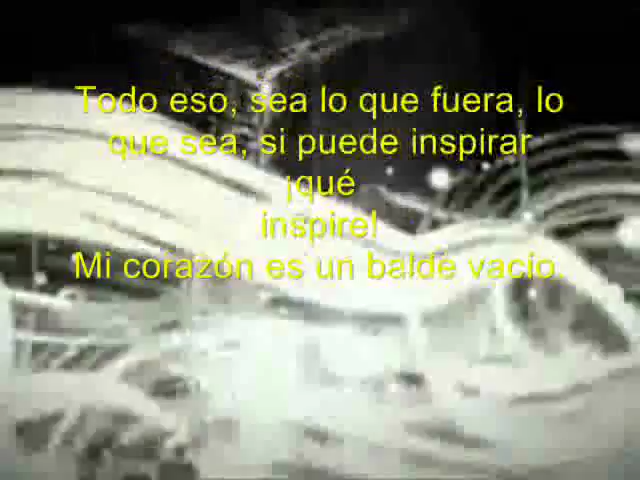 Todo eso, sea lo que fuera, lo
que sea, si puede inspirar
¡qué
inspire!
Mi corazón es un balde vacío.